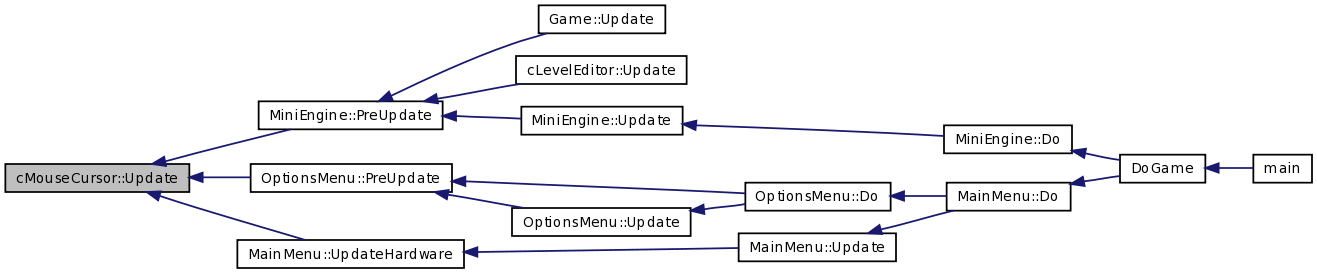 Game::Update
cLevelEditor::Update
MiniEngine::PreUpdate
MiniEngine::Update
MiniEngine::Do
DoGame
main
cMouseCursor::Update
OptionsMenu::PreUpdate
OptionsMenu::Do
MainMenu::Do
OptionsMenu::Update
MainMenu::UpdateHardware
MainMenu::Update